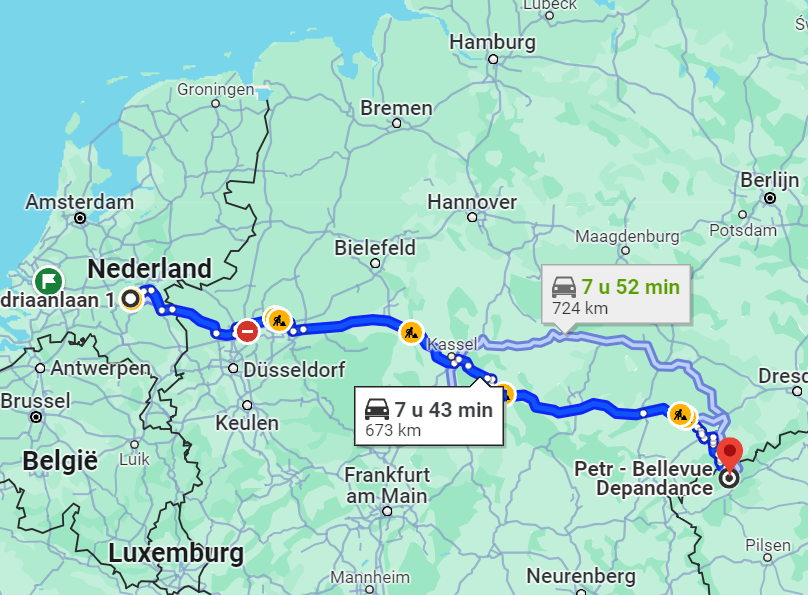 Lübeck
Hamburg
Groningen
Bremen
Berlijn
Amsterdam
Hannover
Potsdam
Maagdenburg
Bielefeld
Nederland
driaanlaan 1
7 u 52 min
724 km
Kassel
Antwerpen
Düsseldorf
Dresd
Brussel
7 u 43 min
673 km
Keulen
België
Luik
Petr - Bellevue
Depandance
Frankfurt
am Main
Luxemburg
Pilsen
Mannheim
Neurenberg